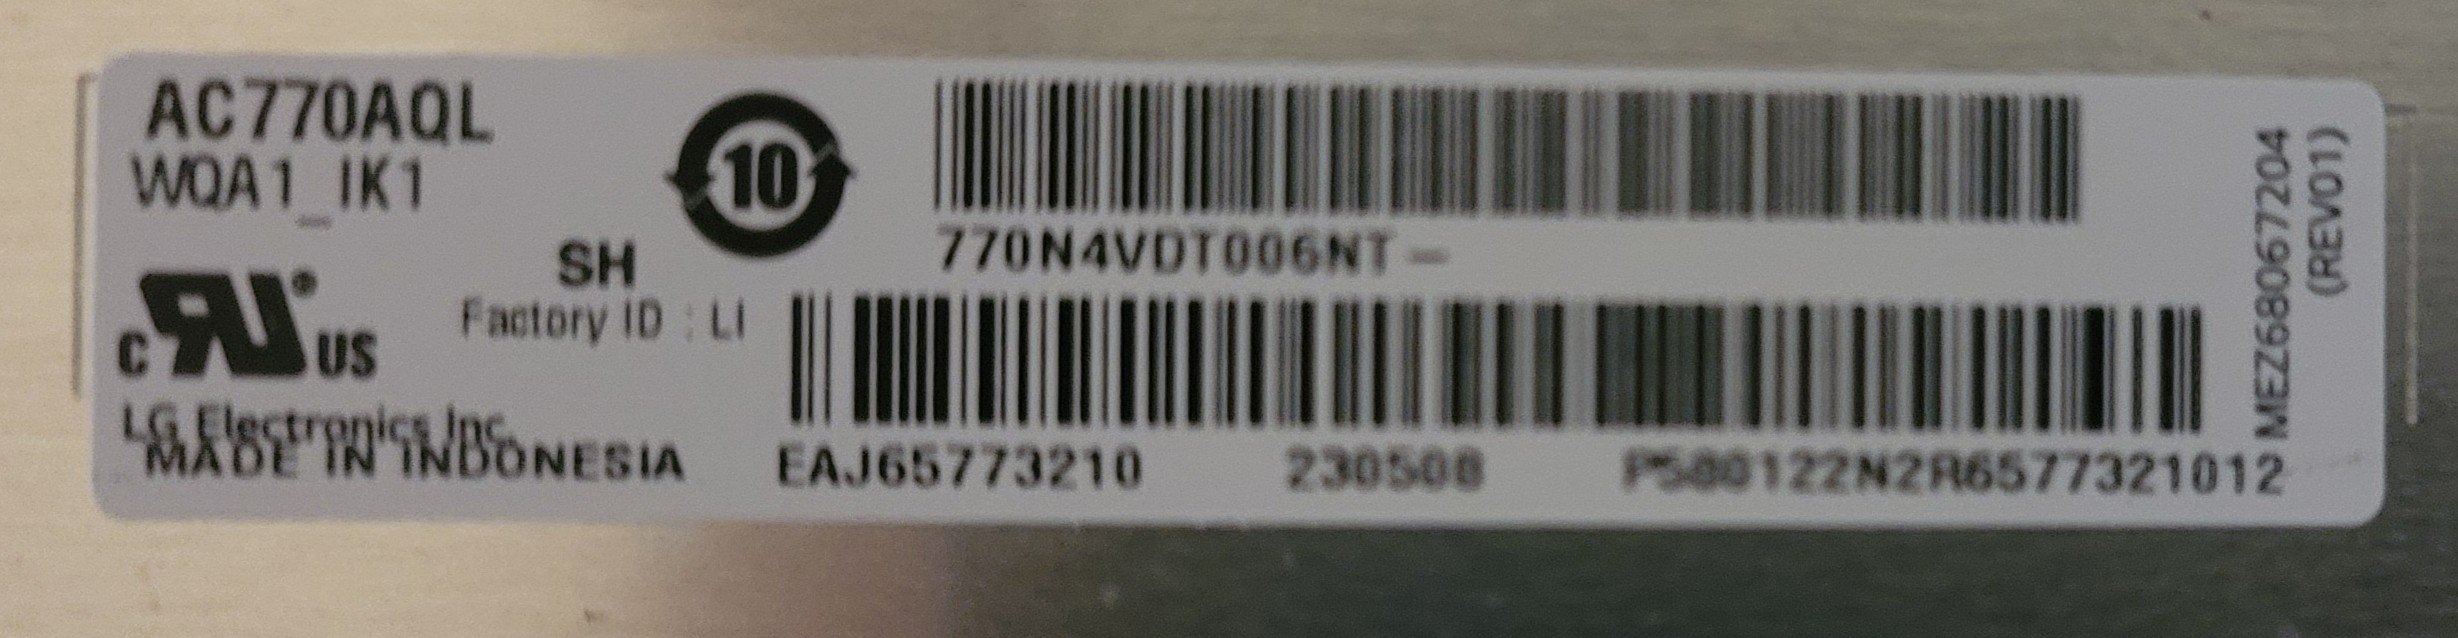 AC770AQL
WQA1_IK1
10
770N4VDT006NT-
SH
Factory ID : LI
c RU ® US
LG Electronics Inc.
MADE IN INDONESIA
EAJ65773210 230508 P500122N2R6577321012
MEZ68067204
(REV01)